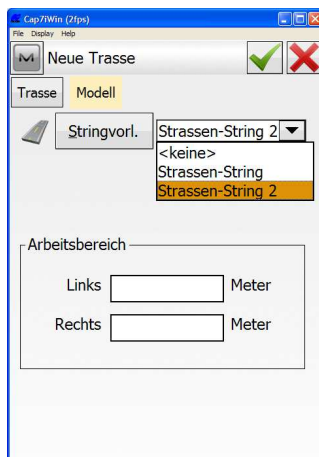 Cap7iWin (2fps)
File Display Help
M Neue Trasse
Trasse Modell
Stringvorl. Strassen-String 2
<keine>
Strassen-String
Strassen-String 2
Arbeitsbereich
Links Meter
Rechts Meter